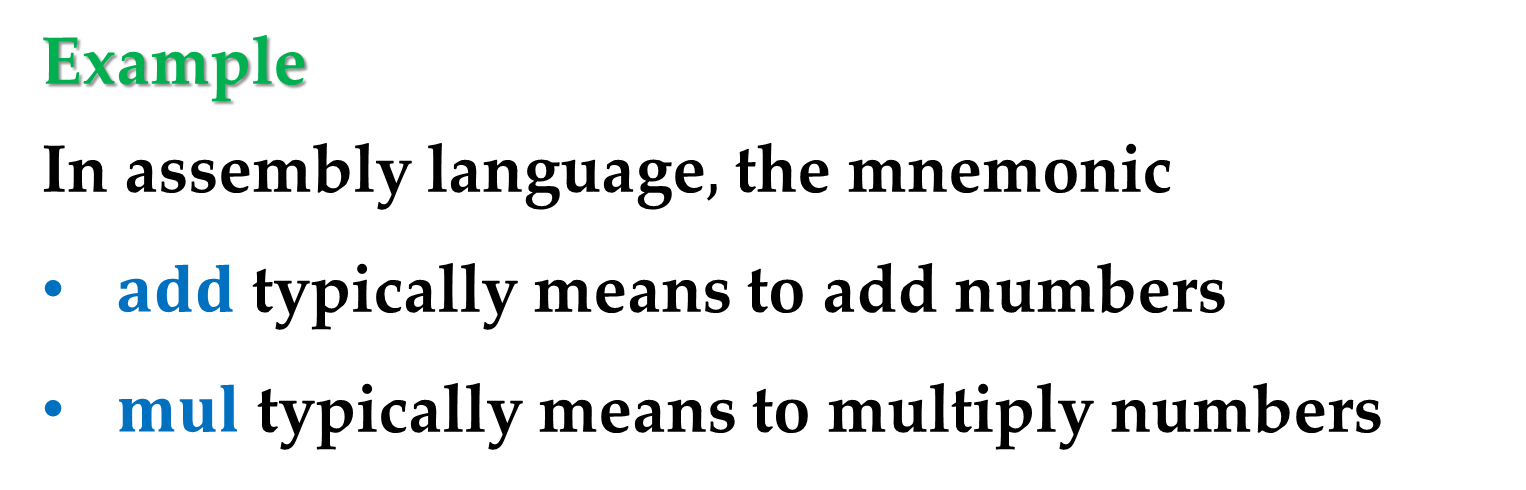 Example
In assembly language, the mnemonic
• add typically means to add numbers
• mul typically means to multiply numbers